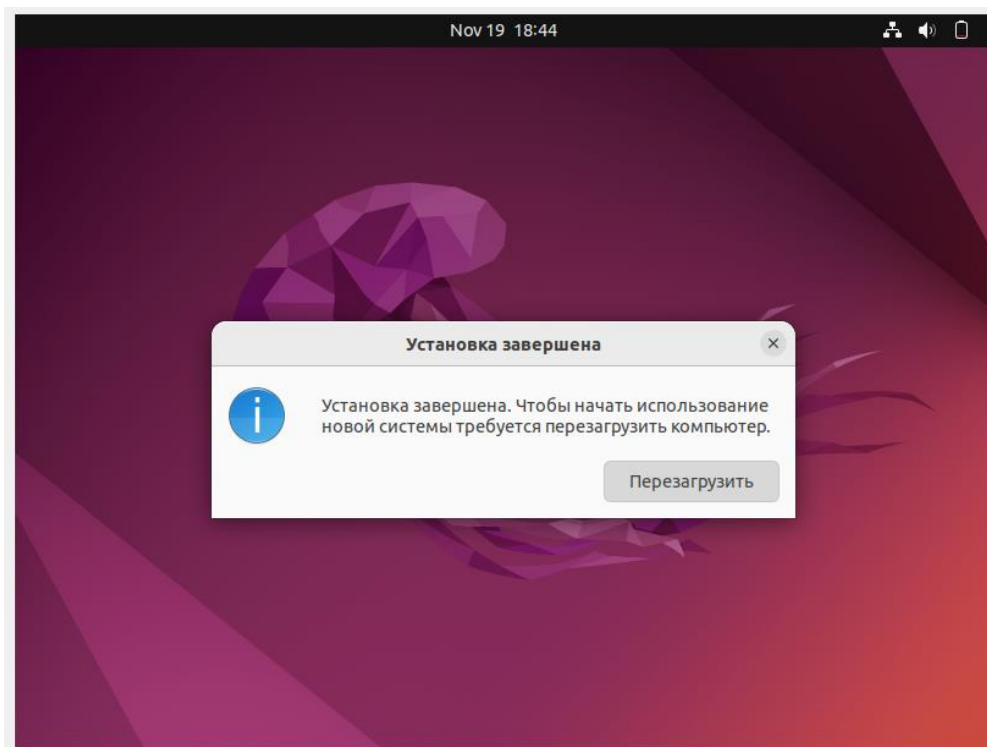 Nov 19 18:44
Установка завершена
Установка завершена. Чтобы начать использование
новой системы требуется перезагрузить компьютер.
Перезагрузить